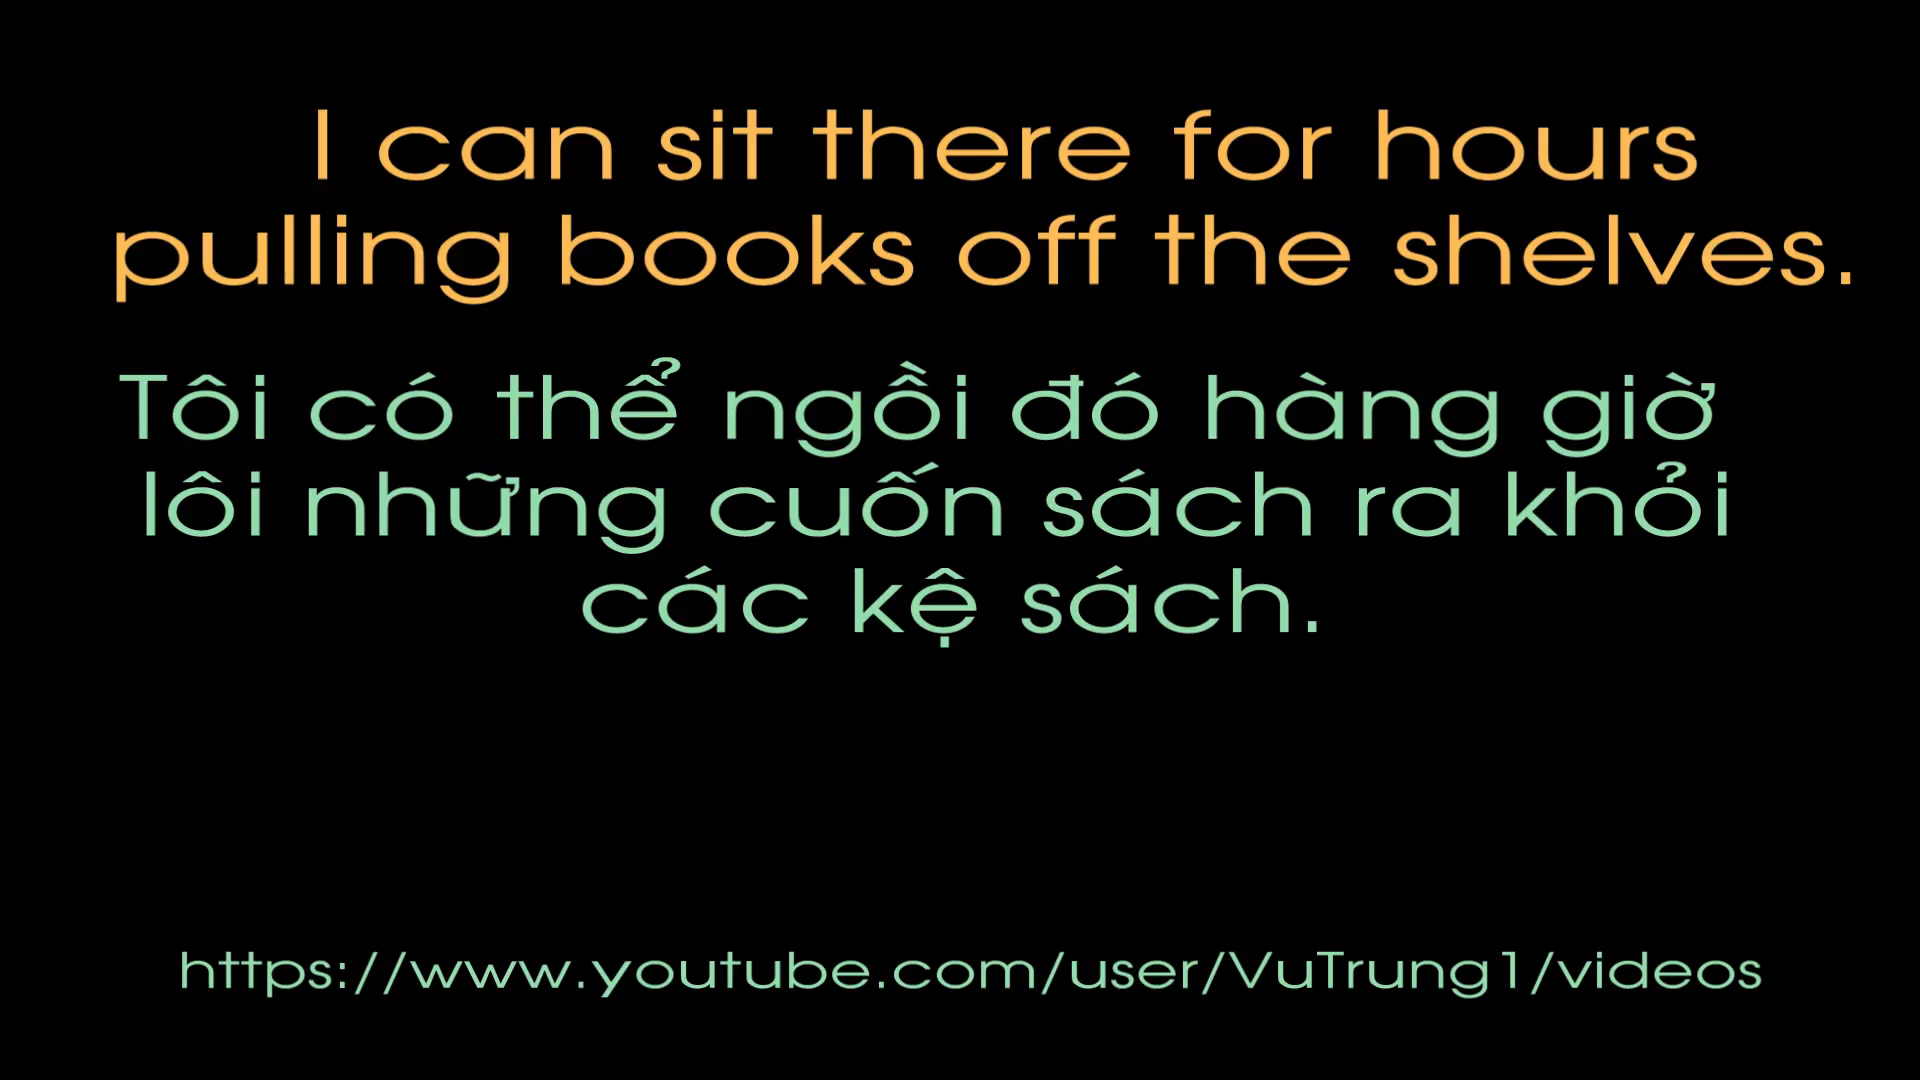 I can sit there for hours
pulling books off the shelves.
Tôi có thể ngồi đó hàng giờ
lôi những cuốn sách ra khỏi
các kệ sách.
https://www.youtube.com/user/VuTrung1/videos